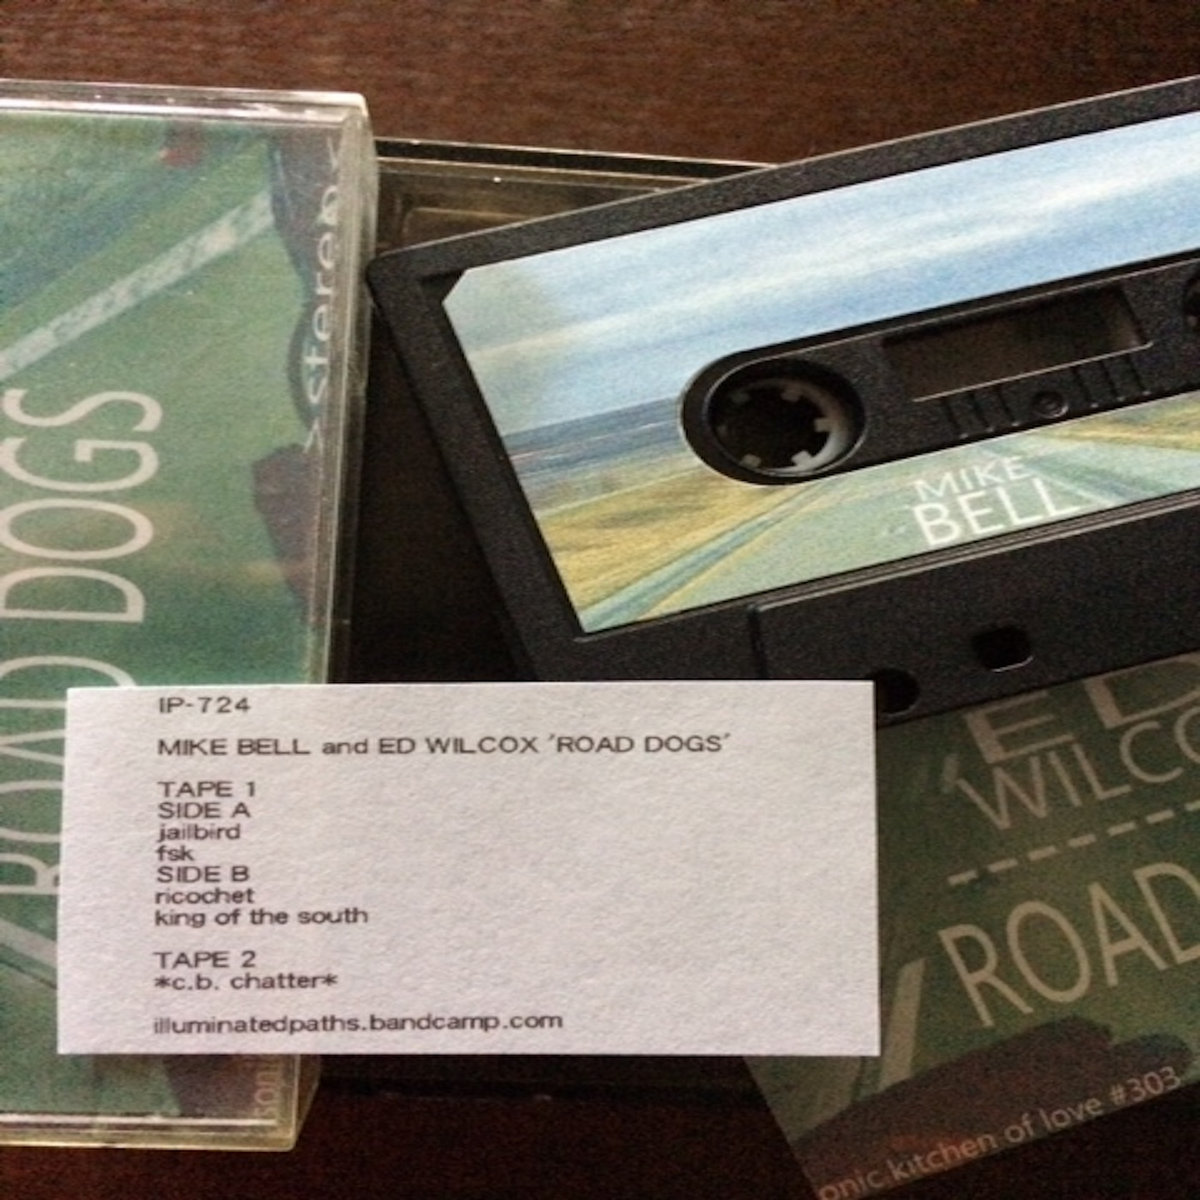 ROAD DOGS
stereo
MIKE
BELL
IP-724
MIKE BELL and ED WILCOX 'ROAD DOGS'
TAPE 1
SIDE A
jailbird
fsk
SIDE B
ricochet
king of the south
TAPE 2
*c.b. chatter*
illuminatedpaths.bandcamp.com
ED
WILCO
ROAD
onic kitchen of love #303